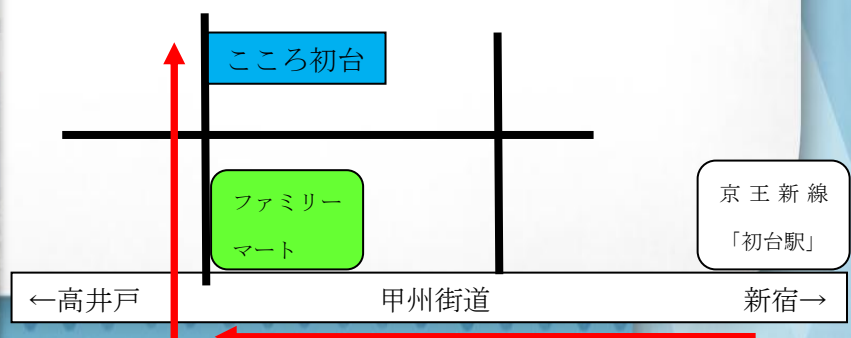 こころ初台
ファミリー
マート
京王新線
「初台駅」
←高井戸 甲州街道 新宿→